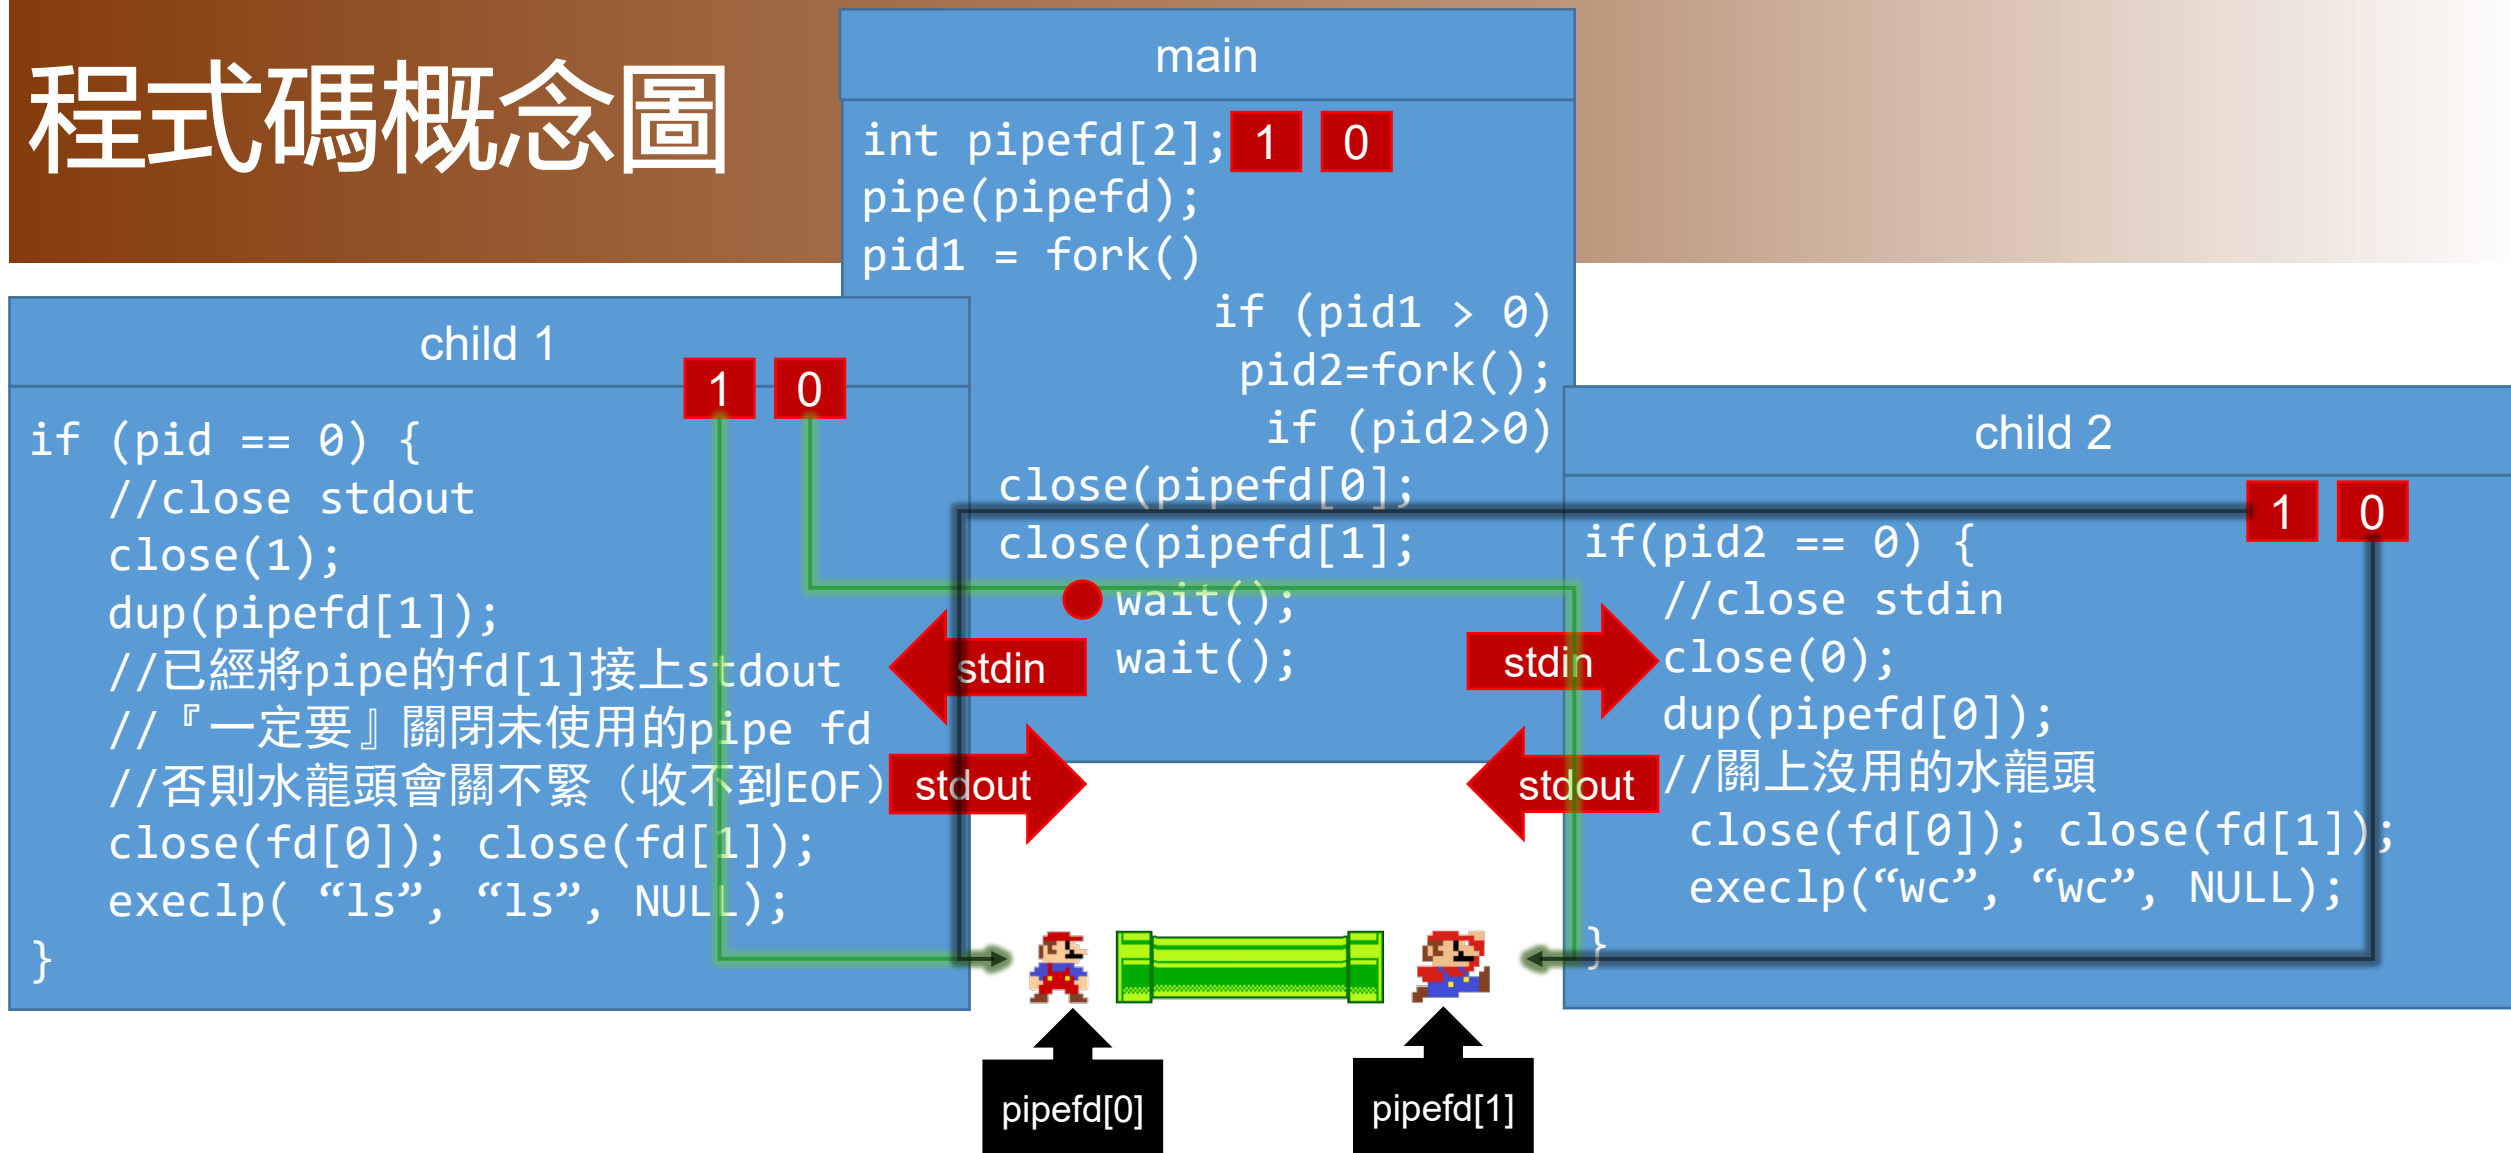 程式碼概念圖
main
int pipefd[2]; 1 0
pipe(pipefd);
pid1 = fork()
if (pid1 > 0)
pid2=fork();
if (pid2>0)
close(pipefd[0];
close(pipefd[1];
wait();
wait();
child 1
1 0
if (pid == 0) {
//close stdout
close(1);
dup(pipefd[1]);
//已經將pipe的fd[1]接上stdout
//『一定要』關閉未使用的pipe fd
//否則水龍頭會關不緊（收不到EOF）
close(fd[0]); close(fd[1]);
execlp( “ls”, “ls”, NULL);
}
stdin
stdout
stdin
stdout
child 2
1 0
if(pid2 == 0) {
//close stdin
close(0);
dup(pipefd[0]);
//關上沒用的水龍頭
close(fd[0]); close(fd[1]);
execlp(“wc”, “wc”, NULL);
}
pipefd[0]
pipefd[1]